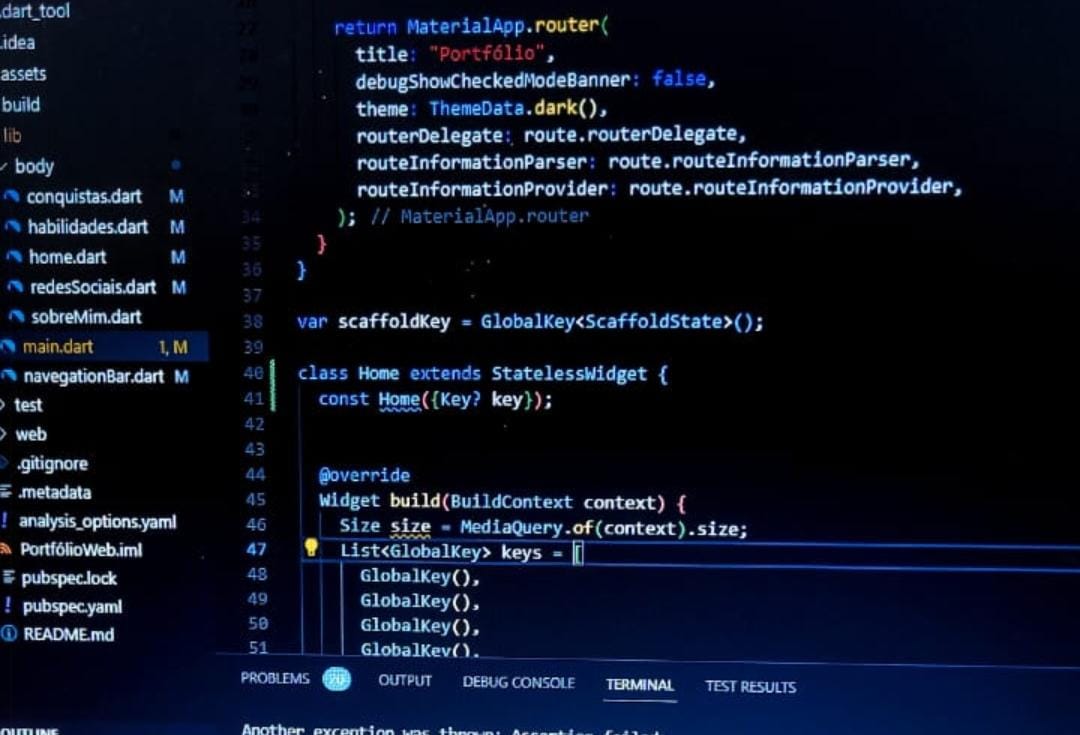 .dart_tool
.idea
assets
build
lib
body
conquistas.dart M
habilidades.dart M
home.dart M
redesSociais.dart M
sobreMim.dart
main.dart 1, M
navegationBar.dart M
test
web
.gitignore
.metadata
analysis_options.yaml
PortfólioWeb.iml
pubspec.lock
pubspec.yaml
README.md
OUTLINE
27 return MaterialApp.router(
title: "Portfólio",
debugShowCheckedModeBanner: false,
theme: ThemeData.dark(),
routerDelegate: route.routerDelegate,
routeInformationParser: route.routeInformationParser,
routeInformationProvider: route.routeInformationProvider,
34 ); // MaterialApp.router
35 }
36 }
37
38 var scaffoldKey = GlobalKey<ScaffoldState>();
39
40 class Home extends StatelessWidget {
41 const Home({Key? key});
42
43
44 @override
45 Widget build(BuildContext context) {
46 Size size = MediaQuery.of(context).size;
47 List<GlobalKey> keys = [
48 GlobalKey(),
49 GlobalKey(),
50 GlobalKey(),
51 GlobalKey(),
PROBLEMS OUTPUT DEBUG CONSOLE TERMINAL TEST RESULTS
Another exception was thrown: Assertion failed